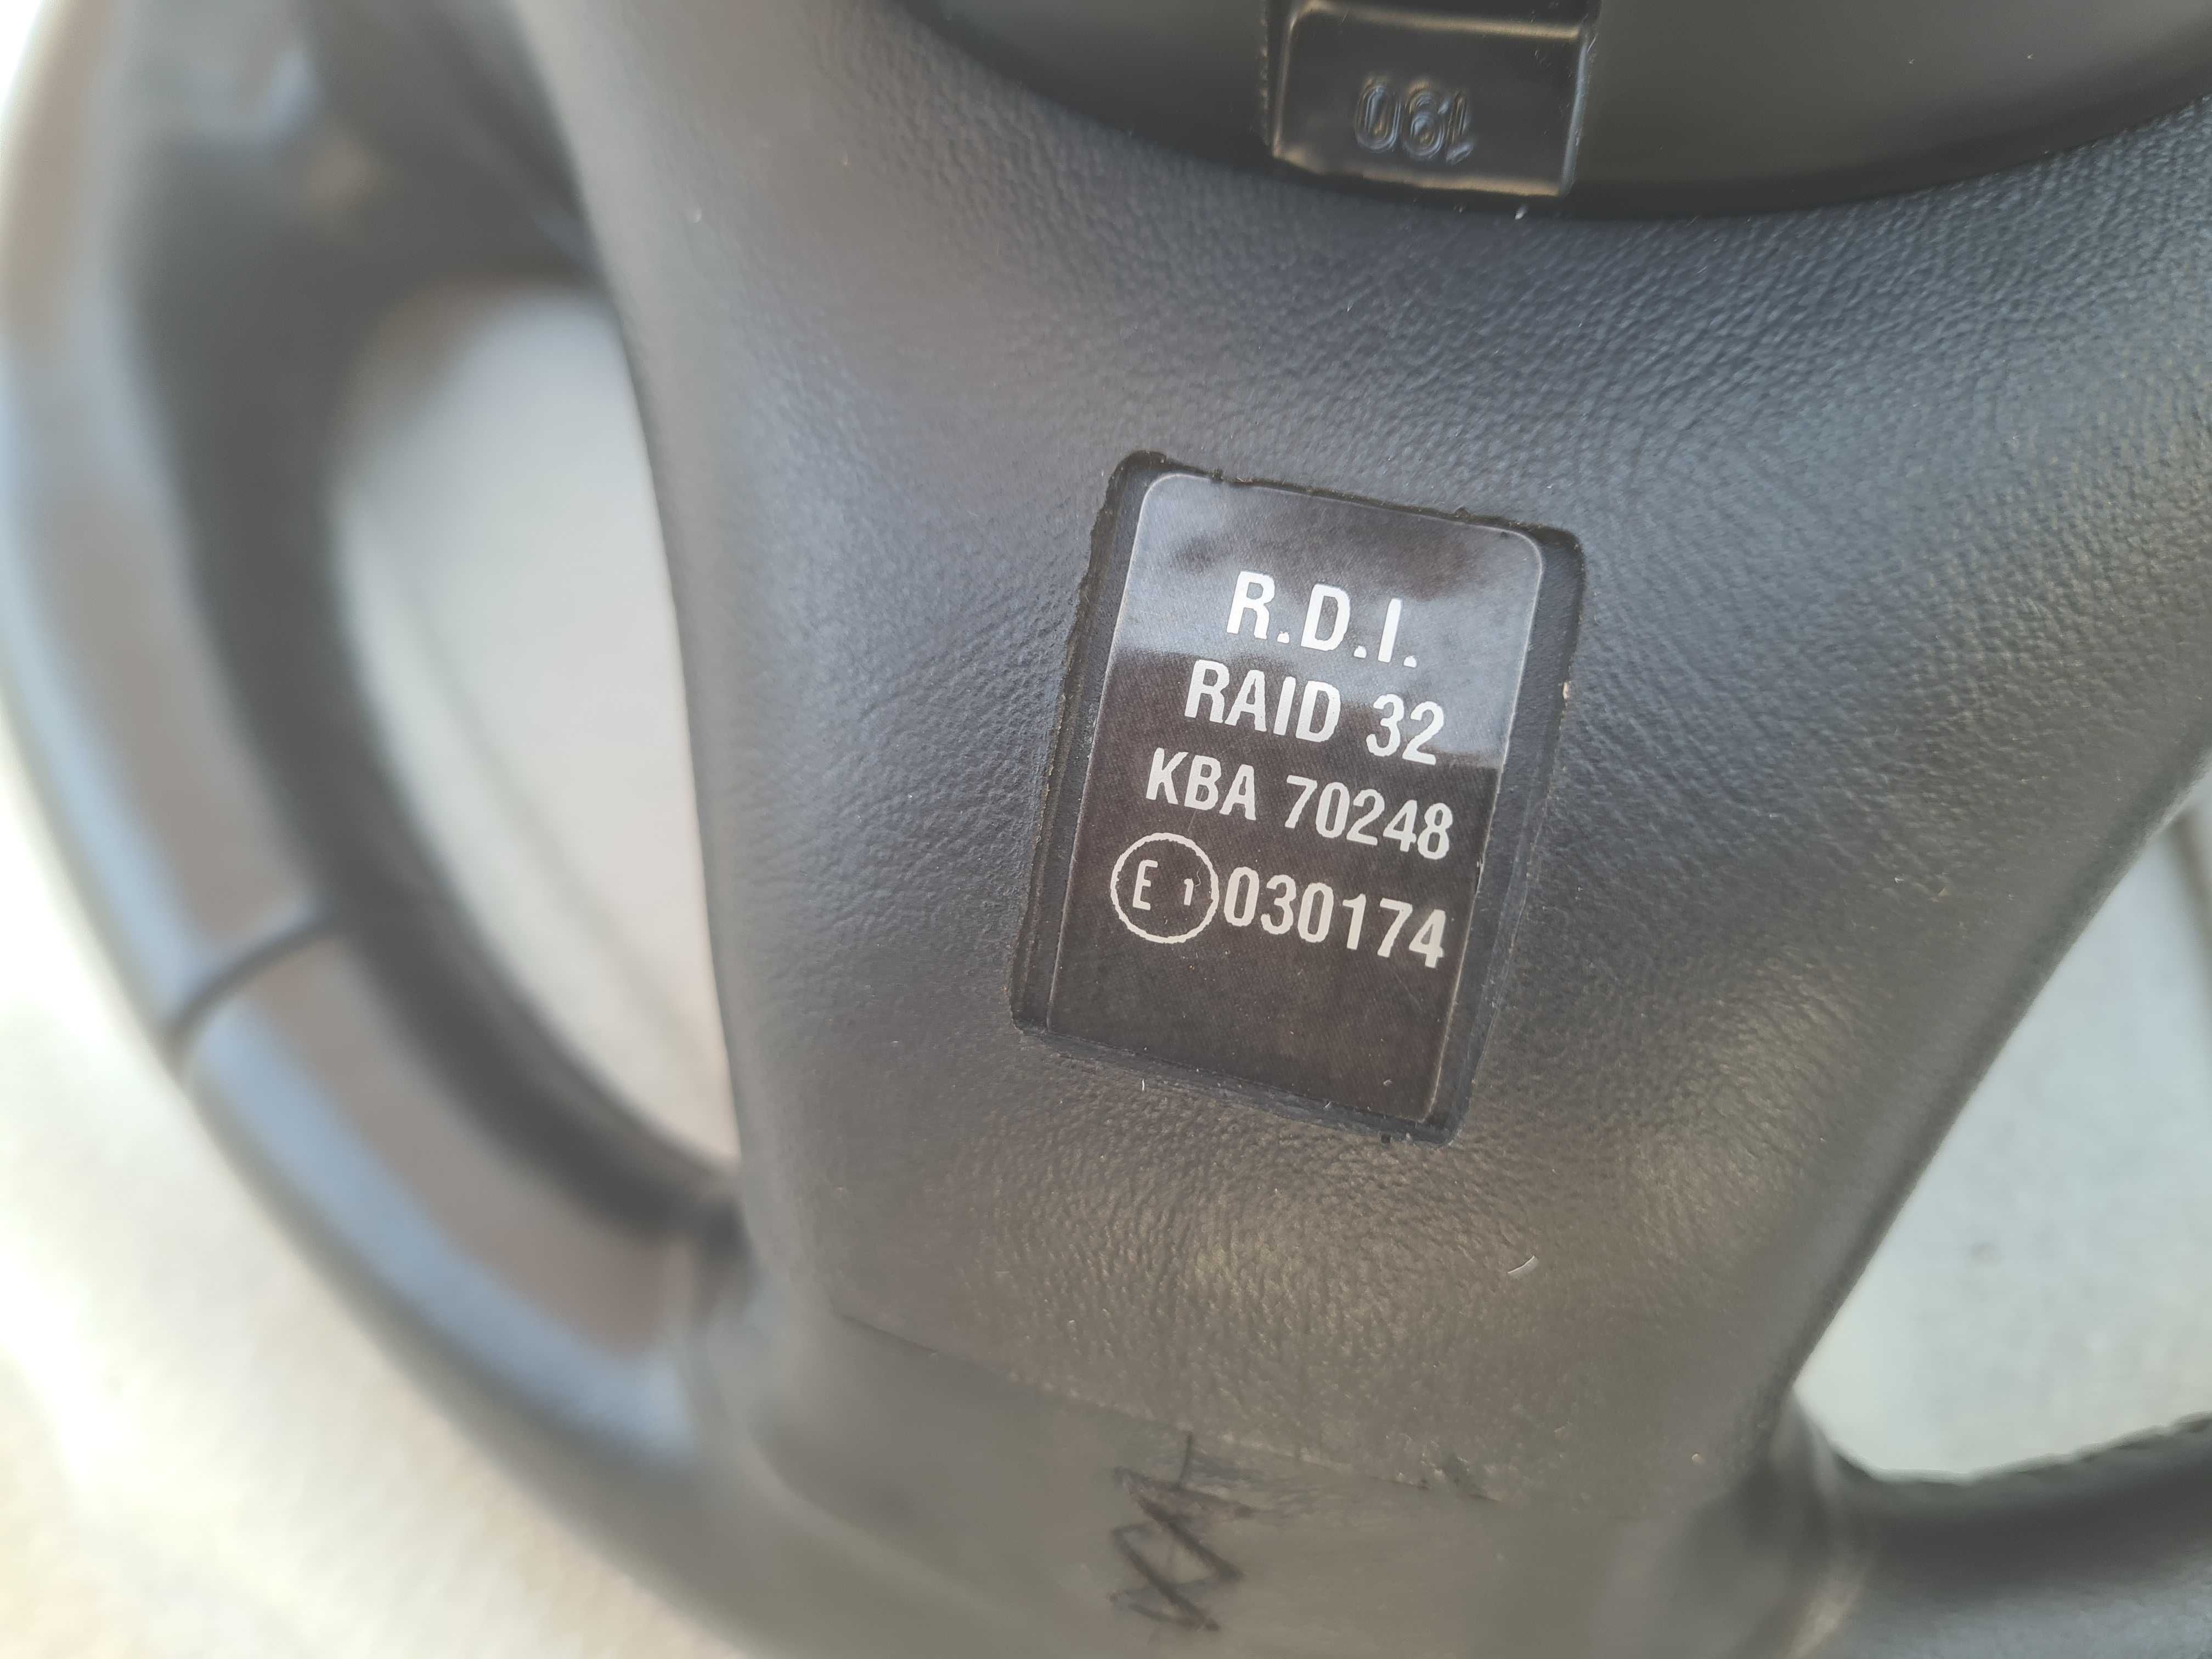 190
R.D.I.
RAID 32
KBA 70248
E 1 030174